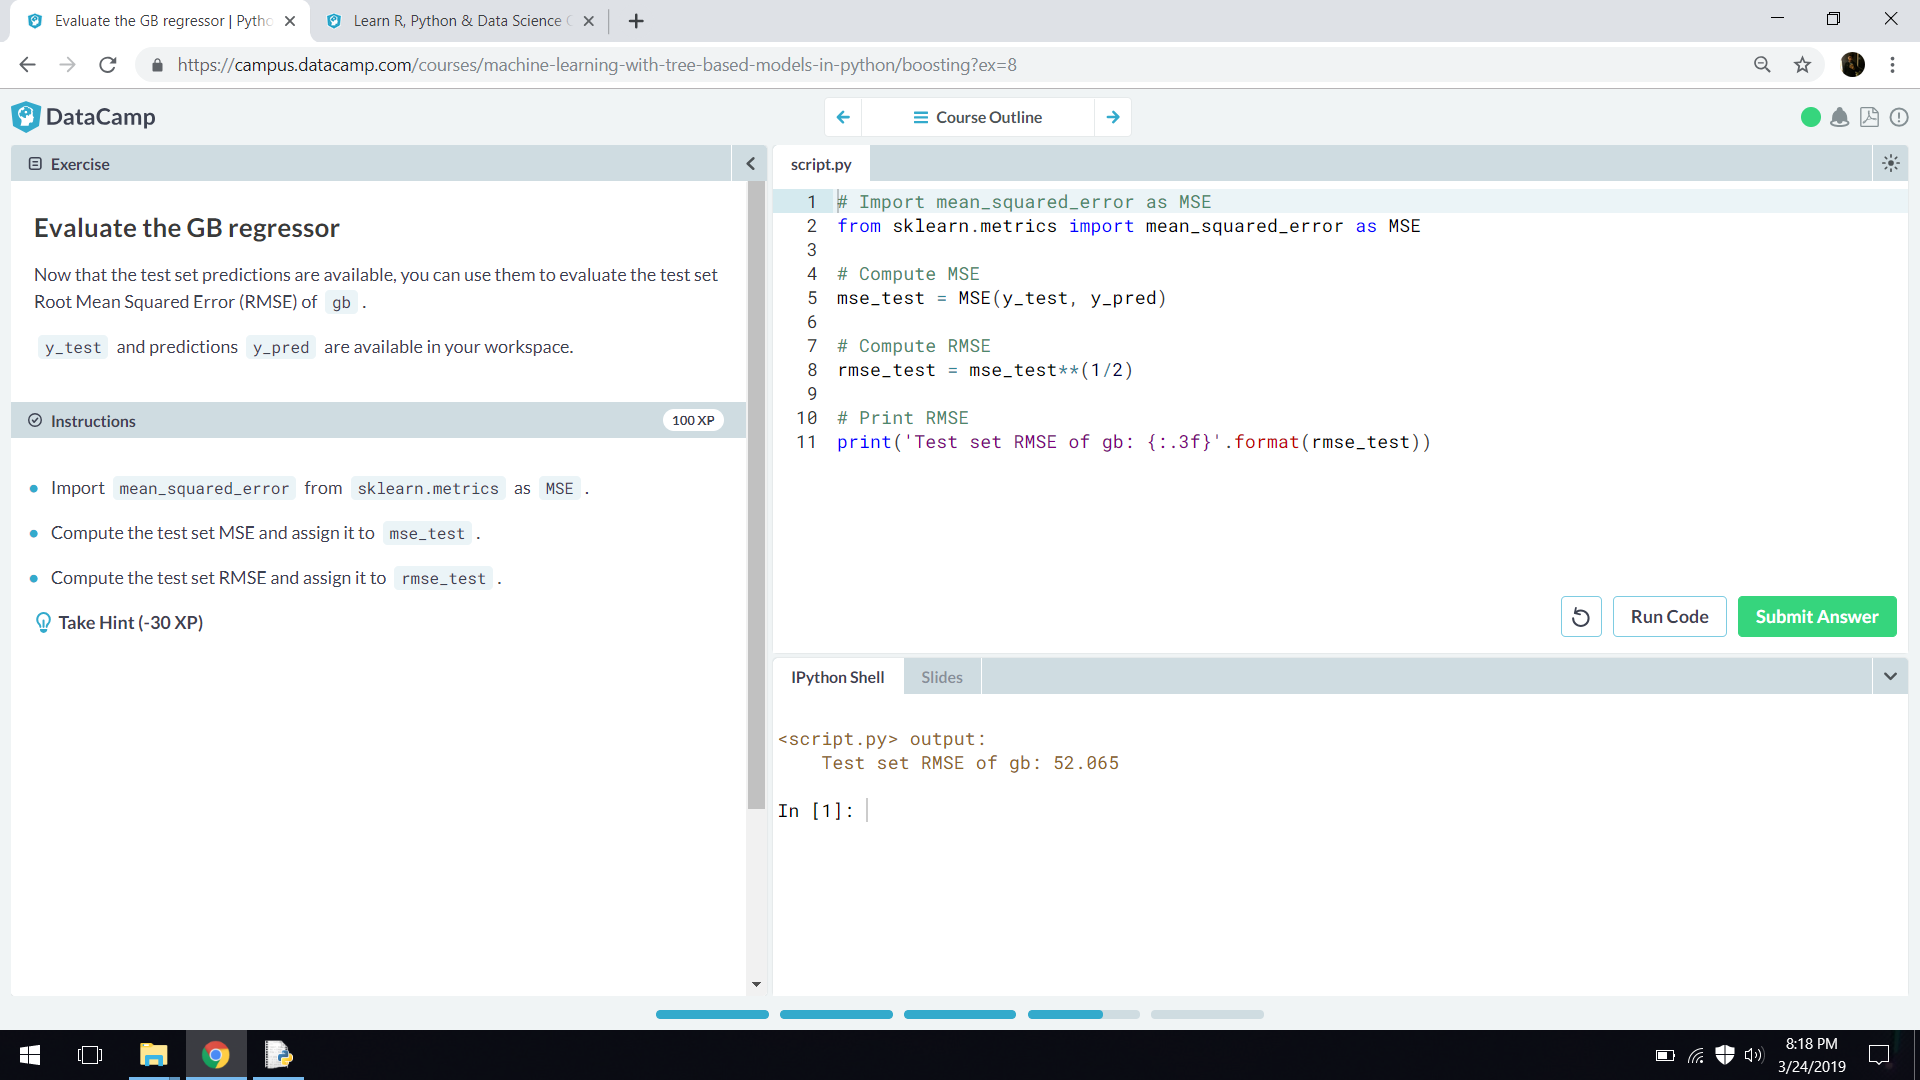 Evaluate the GB regressor | Pytho
Learn R, Python & Data Science
https://campus.datacamp.com/courses/machine-learning-with-tree-based-models-in-python/boosting?ex=8
DataCamp
Course Outline
Exercise
Evaluate the GB regressor
Now that the test set predictions are available, you can use them to evaluate the test set
Root Mean Squared Error (RMSE) of gb .
y_test and predictions y_pred are available in your workspace.
Instructions
100 XP
Import mean_squared_error from sklearn.metrics as MSE .
Compute the test set MSE and assign it to mse_test .
Compute the test set RMSE and assign it to rmse_test .
Take Hint (-30 XP)
script.py
1 # Import mean_squared_error as MSE
2 from sklearn.metrics import mean_squared_error as MSE
3
4 # Compute MSE
5 mse_test = MSE(y_test, y_pred)
6
7 # Compute RMSE
8 rmse_test = mse_test**(1/2)
9
10 # Print RMSE
11 print('Test set RMSE of gb: {:.3f}'.format(rmse_test))
Run Code
Submit Answer
IPython Shell
Slides
<script.py> output:
Test set RMSE of gb: 52.065
In [1]:
8:18 PM
3/24/2019